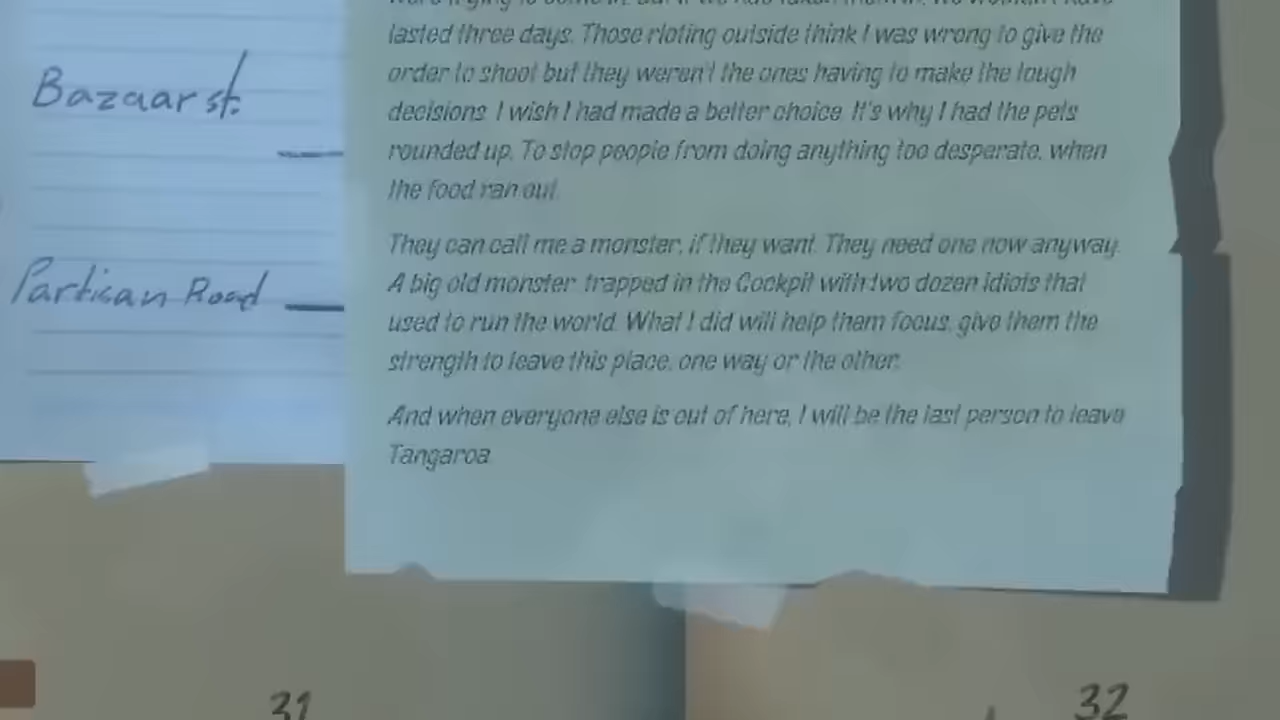 lasted three days. Those rioting outside think I was wrong to give the
order to shoot but they weren't the ones having to make the tough
decisions. I wish I had made a better choice. It's why I had the pets
rounded up. To stop people from doing anything too desperate, when
the food ran out.
They can call me a monster, if they want. They need one now anyway.
A big old monster, trapped in the Cockpit with two dozen idiots that
used to run the world. What I did will help them focus, give them the
strength to leave this place, one way or the other.
And when everyone else is out of here, I will be the last person to leave
Tangaroa.
Bazaar st.
Partisan Road
31
32